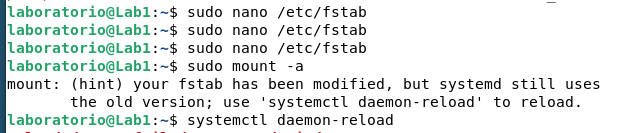 laboratorio@Lab1:~$ sudo nano /etc/fstab
laboratorio@Lab1:~$ sudo nano /etc/fstab
laboratorio@Lab1:~$ sudo nano /etc/fstab
laboratorio@Lab1:~$ sudo mount -a
mount: (hint) your fstab has been modified, but systemd still uses
       the old version; use 'systemctl daemon-reload' to reload.
laboratorio@Lab1:~$ systemctl daemon-reload